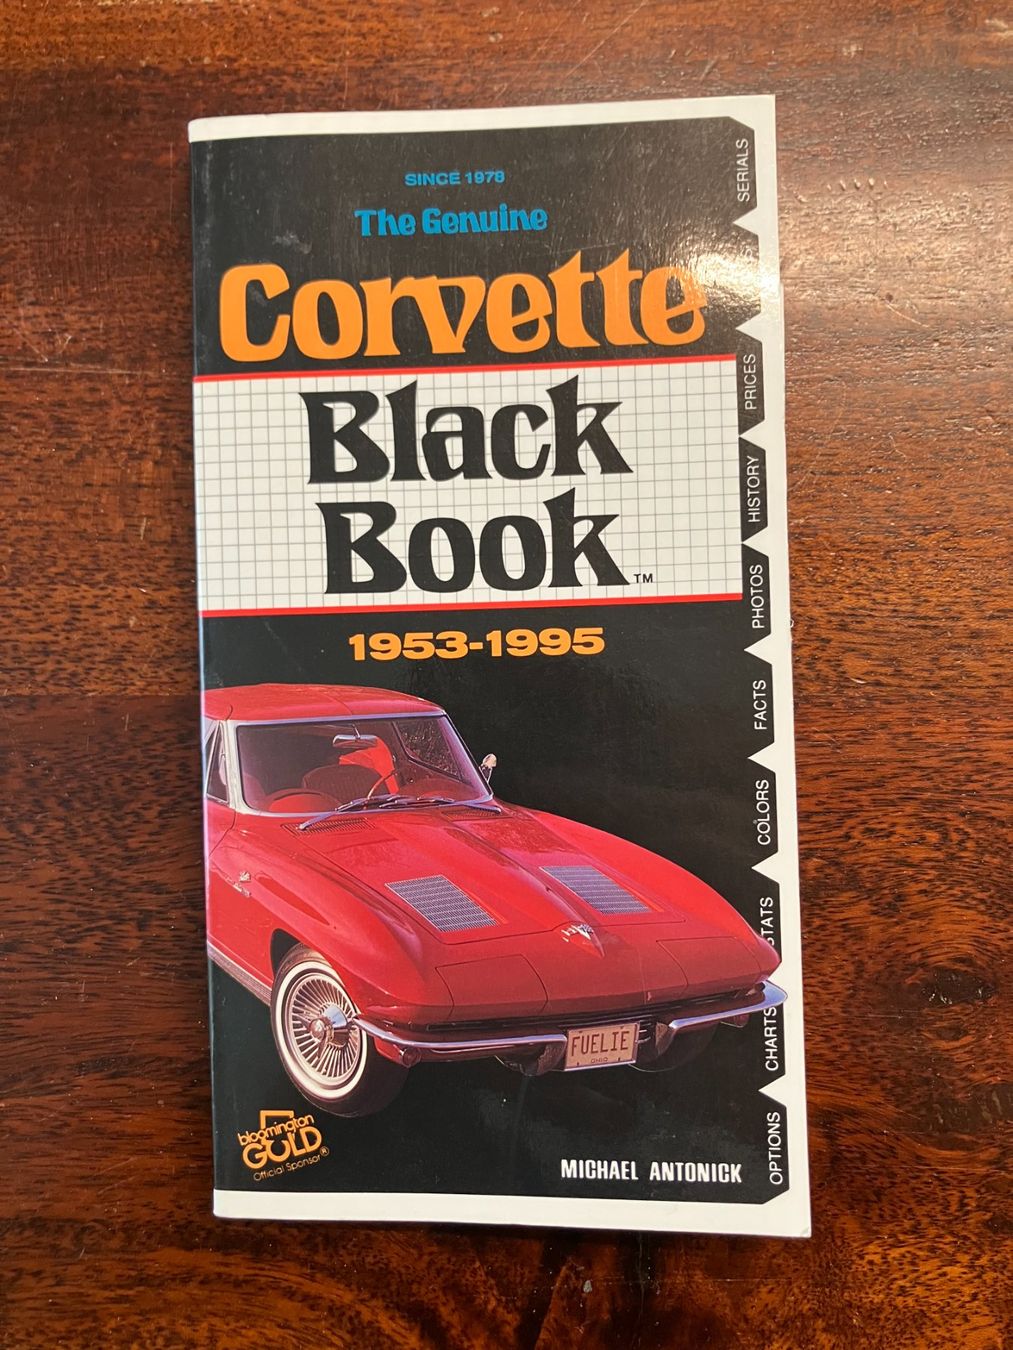 SINCE 1978
The Genuine
Corvette
Black
Book™
1953-1995
FUELIE
OHIO
bloomington
GOLD®
Official Sponsor
MICHAEL ANTONICK
SERIALS
PRICES
HISTORY
PHOTOS
FACTS
COLORS
STATS
CHARTS
OPTIONS